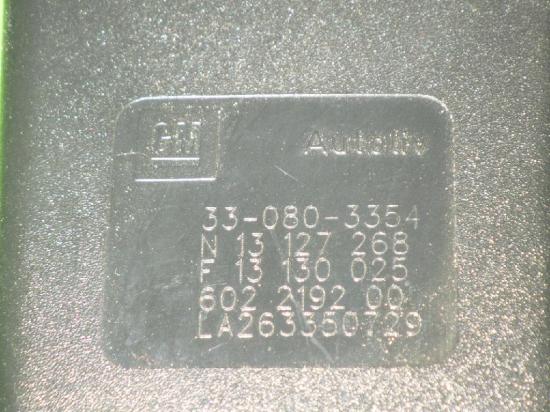 GM Autoliv
33-080-3354
N 13 127 268
F 13 130 025
602 2192 00
LA263350729